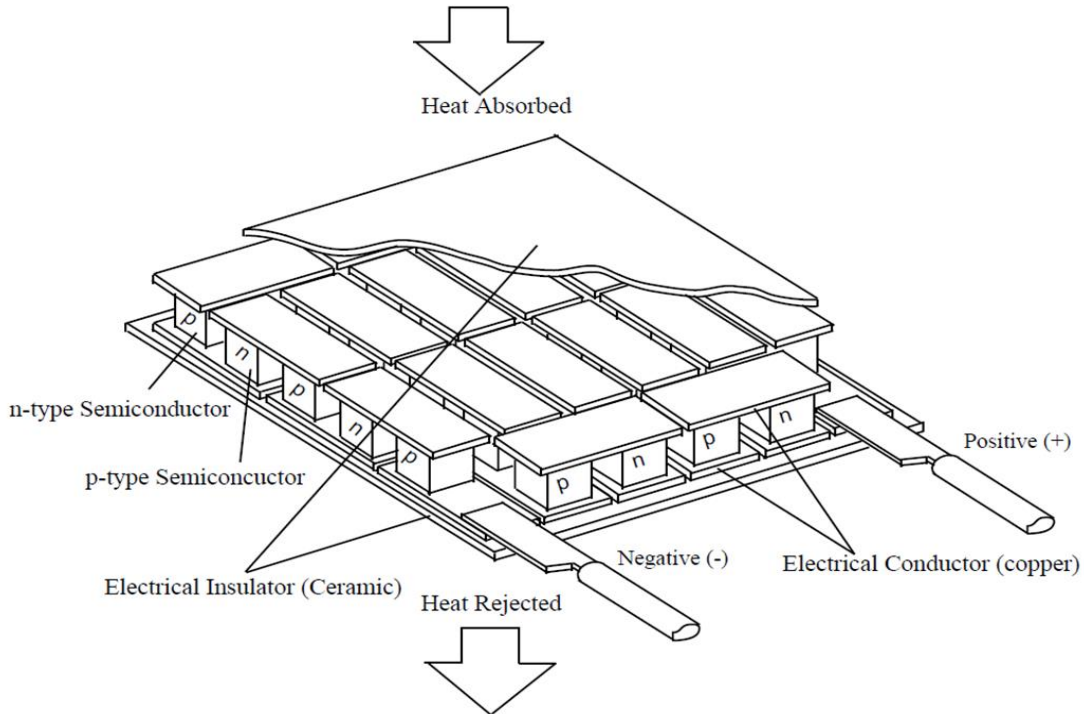 Heat Absorbed
p
n
p
n
p
p
n
p
n
n-type Semiconductor
p-type Semiconcuctor
Positive (+)
Negative (-)
Electrical Conductor (copper)
Electrical Insulator (Ceramic)
Heat Rejected